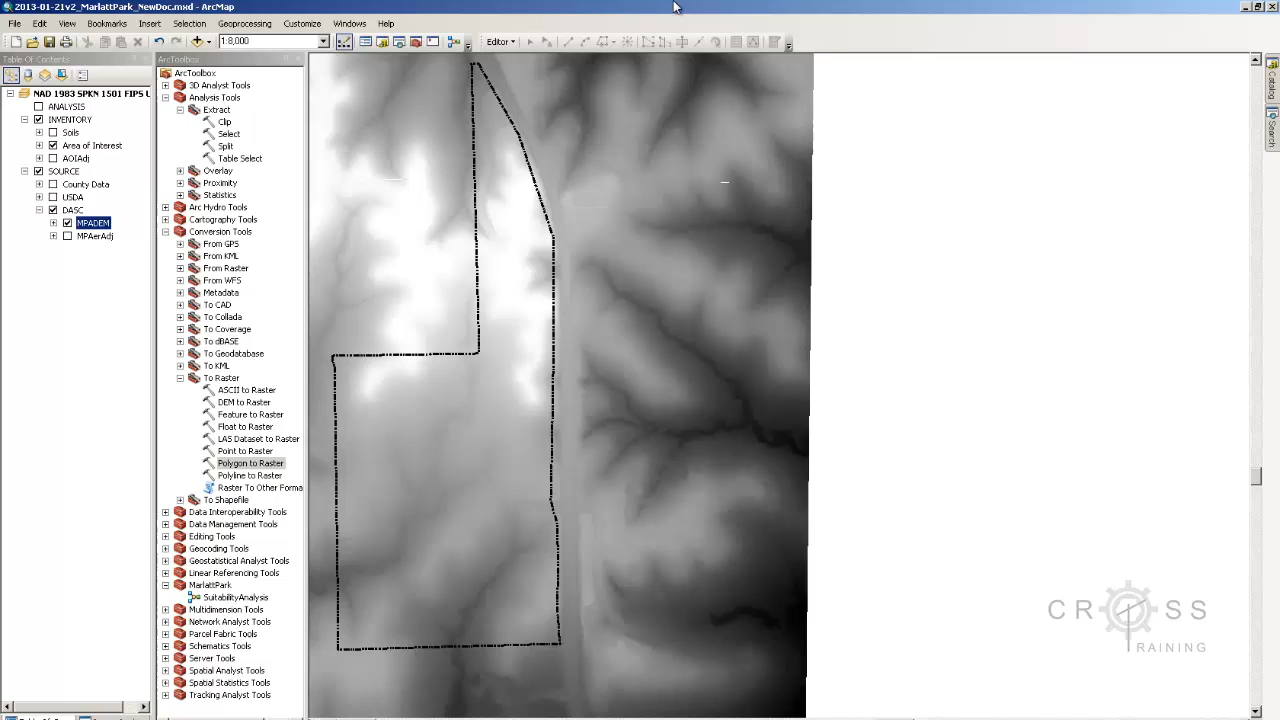 2013-01-21v2_MarlattPark_NewDoc.mxd - ArcMap
File Edit View Bookmarks Insert Selection Geoprocessing Customize Windows Help
1:8,000
Editor
Table Of Contents
NAD 1983 SPKN 1501 FIPS U
ANALYSIS
INVENTORY
Soils
Area of Interest
AOIAdj
SOURCE
County Data
USDA
DASC
MPADEM
MPAerAdj
ArcToolbox
ArcToolbox
3D Analyst Tools
Analysis Tools
Extract
Clip
Select
Split
Table Select
Overlay
Proximity
Statistics
Arc Hydro Tools
Cartography Tools
Conversion Tools
From GPS
From KML
From Raster
From WFS
Metadata
To CAD
To Collada
To Coverage
To dBASE
To Geodatabase
To KML
To Raster
ASCII to Raster
DEM to Raster
Feature to Raster
Float to Raster
LAS Dataset to Raster
Point to Raster
Polygon to Raster
Polyline to Raster
Raster To Other Forma
To Shapefile
Data Interoperability Tools
Data Management Tools
Editing Tools
Geocoding Tools
Geostatistical Analyst Tools
Linear Referencing Tools
MarlattPark
SuitabilityAnalysis
Multidimension Tools
Network Analyst Tools
Parcel Fabric Tools
Schematics Tools
Server Tools
Spatial Analyst Tools
Spatial Statistics Tools
Tracking Analyst Tools
Catalog
Search
CROSS
TRAINING